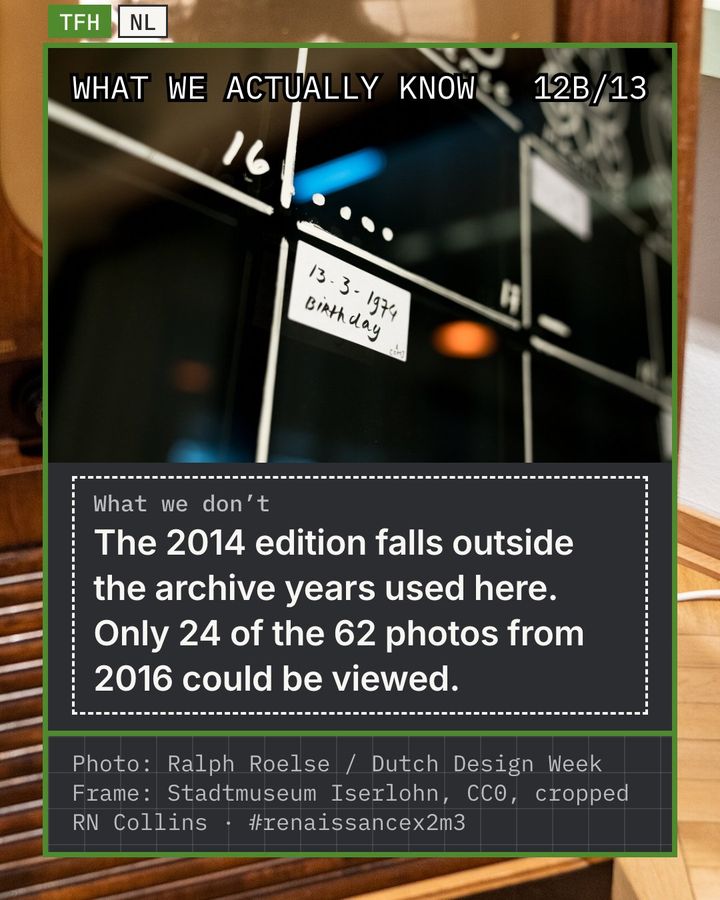 TFH NL
WHAT WE ACTUALLY KNOW 12B/13
16
13-3-1974
Birthday
What we don’t
The 2014 edition falls outside
the archive years used here.
Only 24 of the 62 photos from
2016 could be viewed.
Photo: Ralph Roelse / Dutch Design Week
Frame: Stadtmuseum Iserlohn, CC0, cropped
RN Collins · #renaissancex2m3